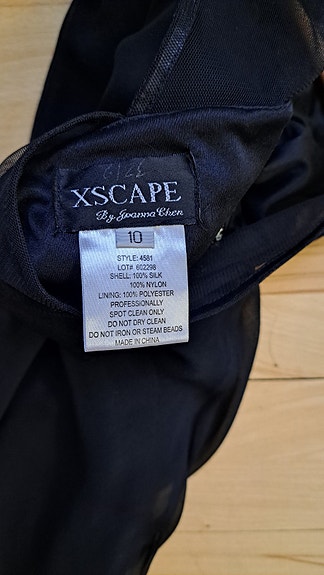 XSCAPE
By Joanna Chen
10
STYLE: 4581
LOT# 602298
SHELL: 100% SILK
100% NYLON
LINING: 100% POLYESTER
PROFESSIONALLY
SPOT CLEAN ONLY
DO NOT DRY CLEAN
DO NOT IRON OR STEAM BEADS
MADE IN CHINA